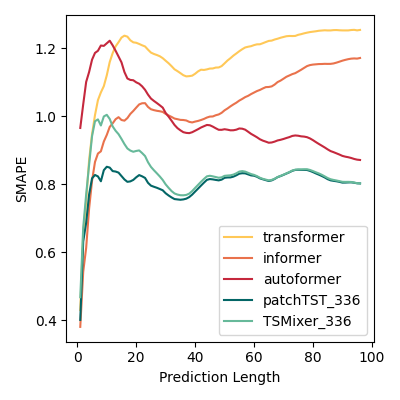 1.2
1.0
0.8
0.6
0.4
SMAPE
transformer
informer
autoformer
patchTST_336
TSMixer_336
0 20 40 60 80 100
Prediction Length